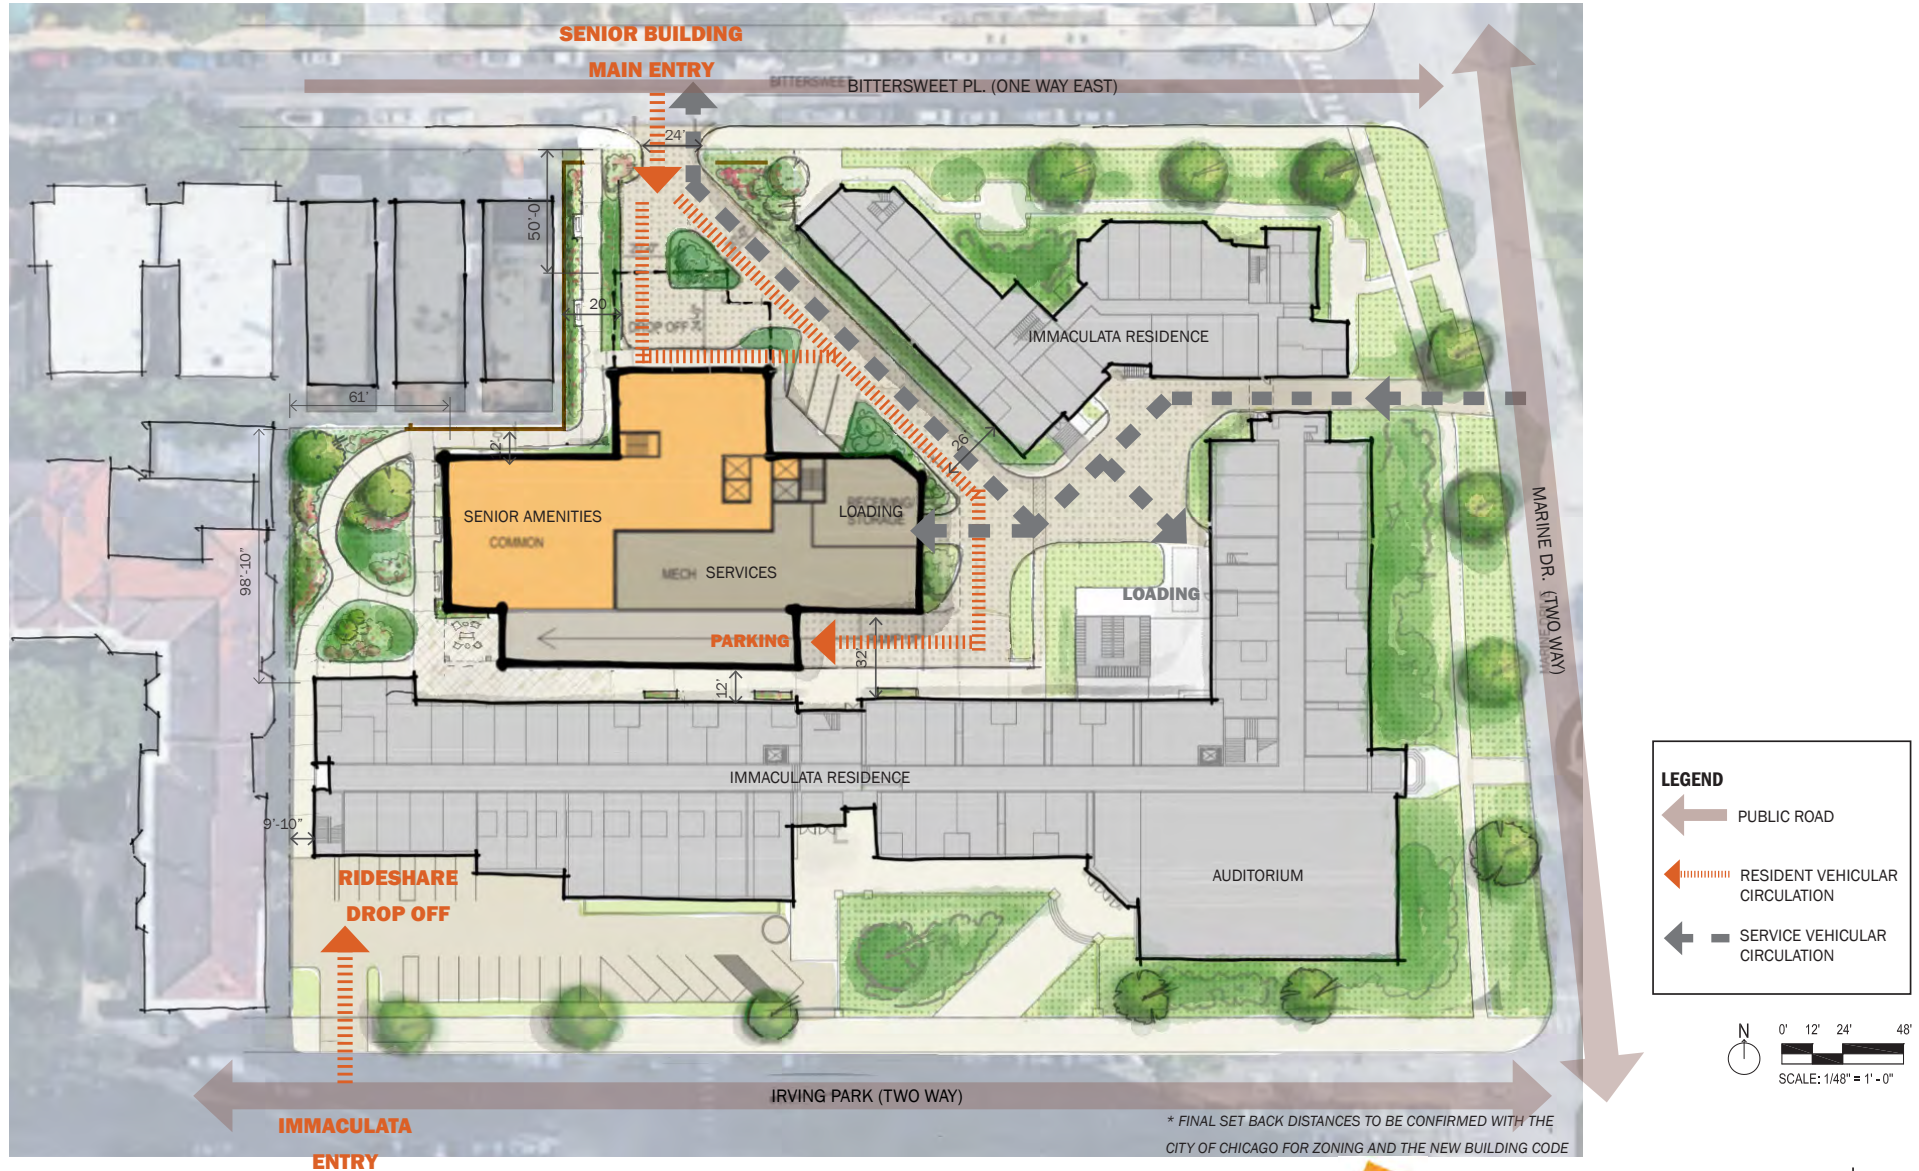 SENIOR BUILDING
MAIN ENTRY
BITTERSWEET
BITTERSWEET PL. (ONE WAY EAST)
24'
50'-0"
20
DROP OFF
IMMACULATA RESIDENCE
61'
26'
SENIOR AMENITIES
COMMON
LOADING
RECEIVING/
STORAGE
MECH
SERVICES
98'-10"
LOADING
PARKING
32'
12'
MARINE DR. (TWO WAY)
IMMACULATA RESIDENCE
9'-10"
AUDITORIUM
RIDESHARE
DROP OFF
IRVING PARK (TWO WAY)
IMMACULATA
ENTRY
* FINAL SET BACK DISTANCES TO BE CONFIRMED WITH THE
CITY OF CHICAGO FOR ZONING AND THE NEW BUILDING CODE
LEGEND
PUBLIC ROAD
RESIDENT VEHICULAR
CIRCULATION
SERVICE VEHICULAR
CIRCULATION
N
0' 12' 24' 48'
SCALE: 1/48" = 1' - 0"